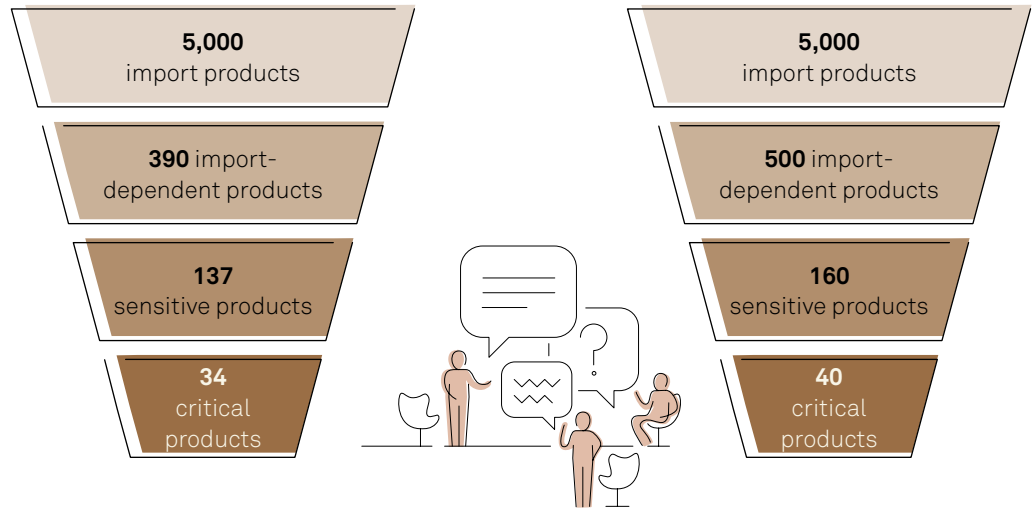 5,000
import products
390 import-
dependent products
137
sensitive products
34
critical
products
5,000
import products
500 import-
dependent products
160
sensitive products
40
critical
products
?